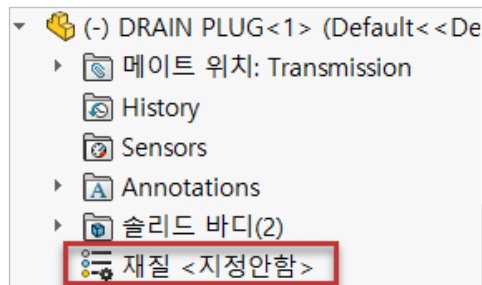 (-) DRAIN PLUG<1> (Default<<De
메이트 위치: Transmission
History
Sensors
Annotations
솔리드 바디(2)
재질 <지정안함>